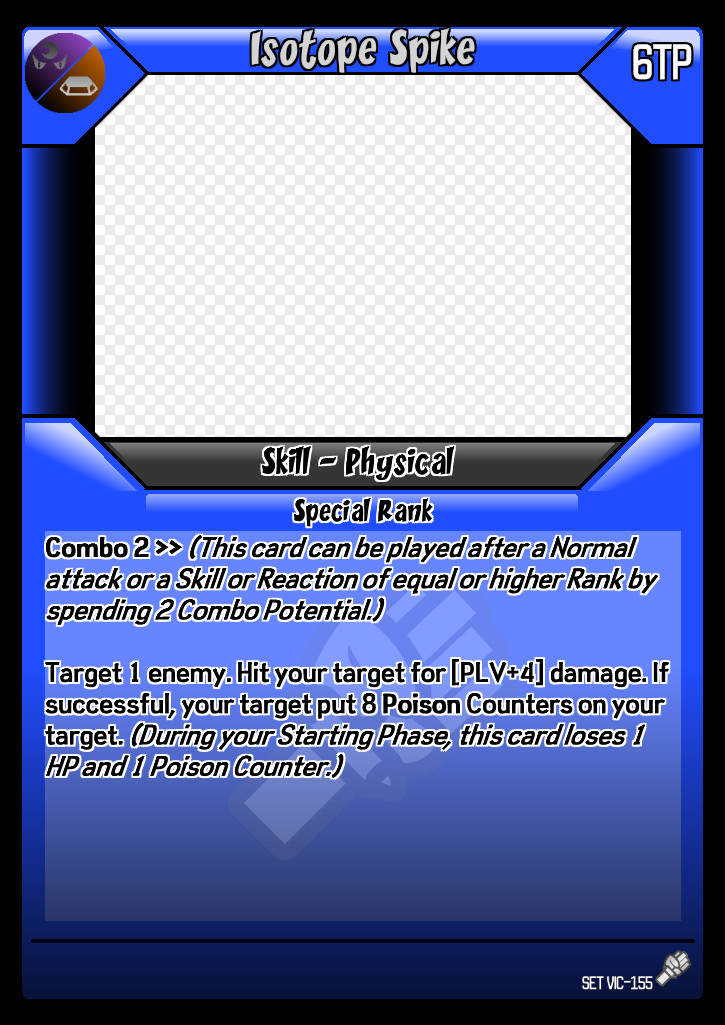 Isotope Spike
6TP
Skill - Physical
Special Rank
Combo 2 >> (This card can be played after a Normal
attack or a Skill or Reaction of equal or higher Rank by
spending 2 Combo Potential.)
Target 1 enemy. Hit your target for [PLV+4] damage. If
successful, your target put 8 Poison Counters on your
target. (During your Starting Phase, this card loses 1
HP and 1 Poison Counter.)
SET VIC-155